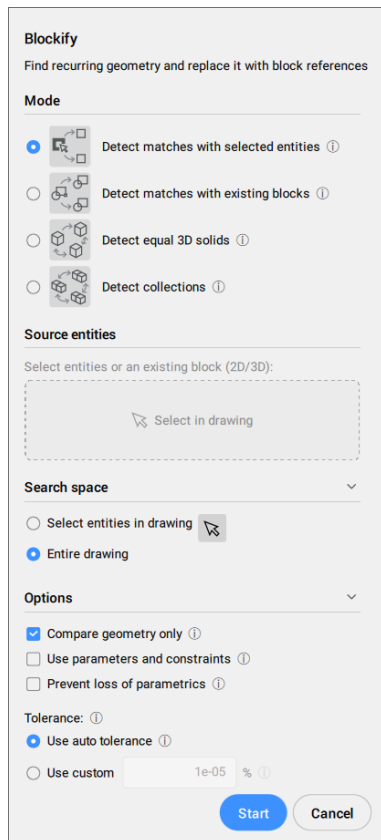 Blockify
Find recurring geometry and replace it with block references
Mode
Detect matches with selected entities ⓘ
Detect matches with existing blocks ⓘ
Detect equal 3D solids ⓘ
Detect collections ⓘ
Source entities
Select entities or an existing block (2D/3D):
Select in drawing
Search space
Select entities in drawing
Entire drawing
Options
Compare geometry only ⓘ
Use parameters and constraints ⓘ
Prevent loss of parametrics ⓘ
Tolerance: ⓘ
Use auto tolerance ⓘ
Use custom 1e-05 % ⓘ
Start Cancel